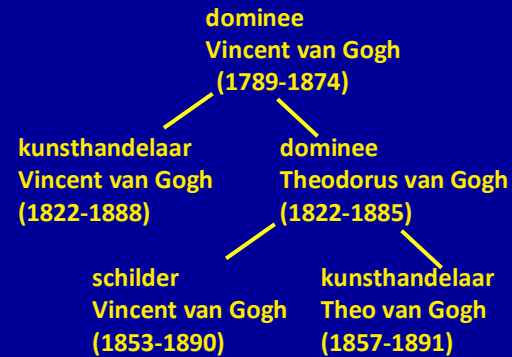 dominee
Vincent van Gogh
(1789-1874)
kunsthandelaar
Vincent van Gogh
(1822-1888)
dominee
Theodorus van Gogh
(1822-1885)
schilder
Vincent van Gogh
(1853-1890)
kunsthandelaar
Theo van Gogh
(1857-1891)